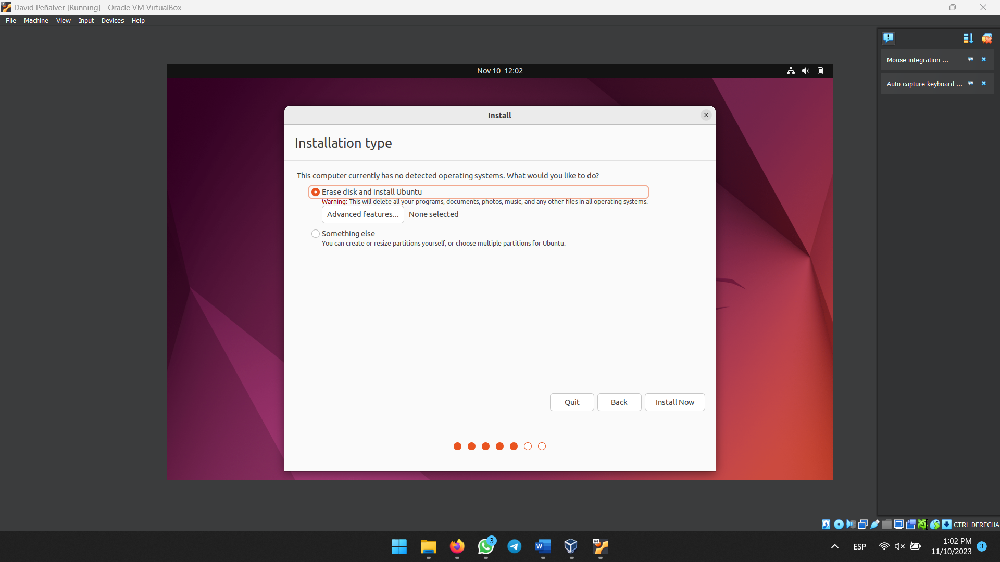 David Peñalver [Running] - Oracle VM VirtualBox
File Machine View Input Devices Help
Mouse integration ...
Auto capture keyboard ...
Nov 10 12:02
Install
Installation type
This computer currently has no detected operating systems. What would you like to do?
Erase disk and install Ubuntu
Warning: This will delete all your programs, documents, photos, music, and any other files in all operating systems.
Advanced features... None selected
Something else
You can create or resize partitions yourself, or choose multiple partitions for Ubuntu.
Quit Back Install Now
CTRL DERECHA
3
W
64
ESP
1:02 PM
11/10/2023
3